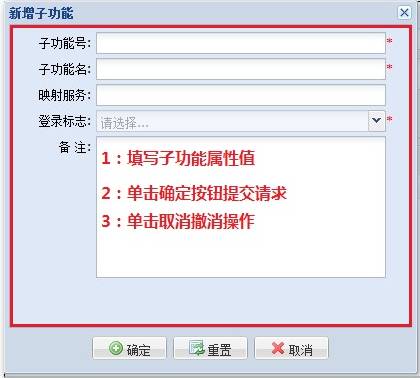 新增子功能
子功能号: *
子功能名: *
映射服务:
登录标志: 请选择... *
备 注:
1：填写子功能属性值
2：单击确定按钮提交请求
3：单击取消撤消操作
确定 重置 取消